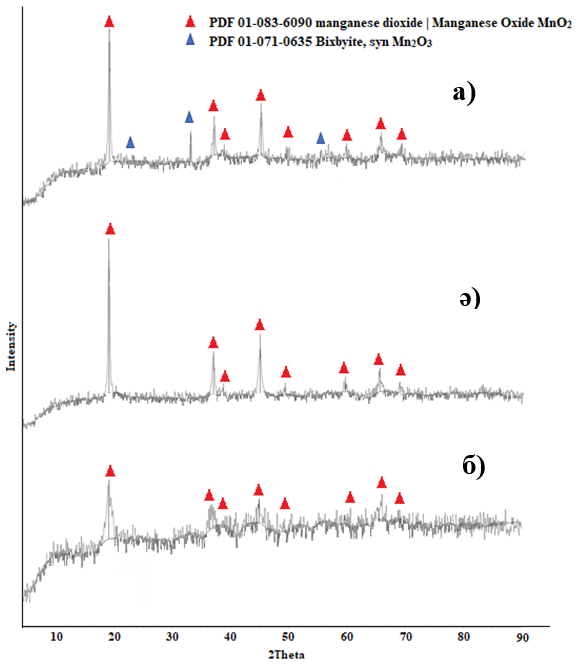 PDF 01-083-6090 manganese dioxide | Manganese Oxide MnO₂
PDF 01-071-0635 Bixbyite, syn Mn₂O₃
а)
ә)
б)
Intensity
10 20 30 40 50 60 70 80 90
2Theta